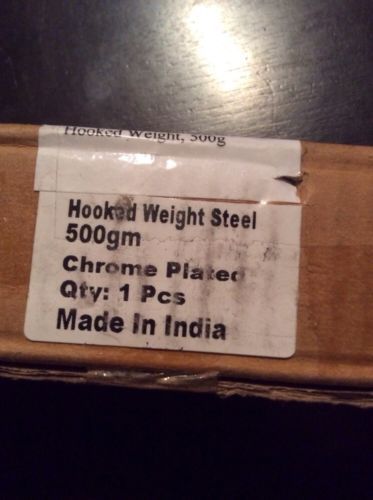 Hooked Weight, 500g
Hooked Weight Steel
500gm
Chrome Plated
Qty: 1 Pcs
Made In India